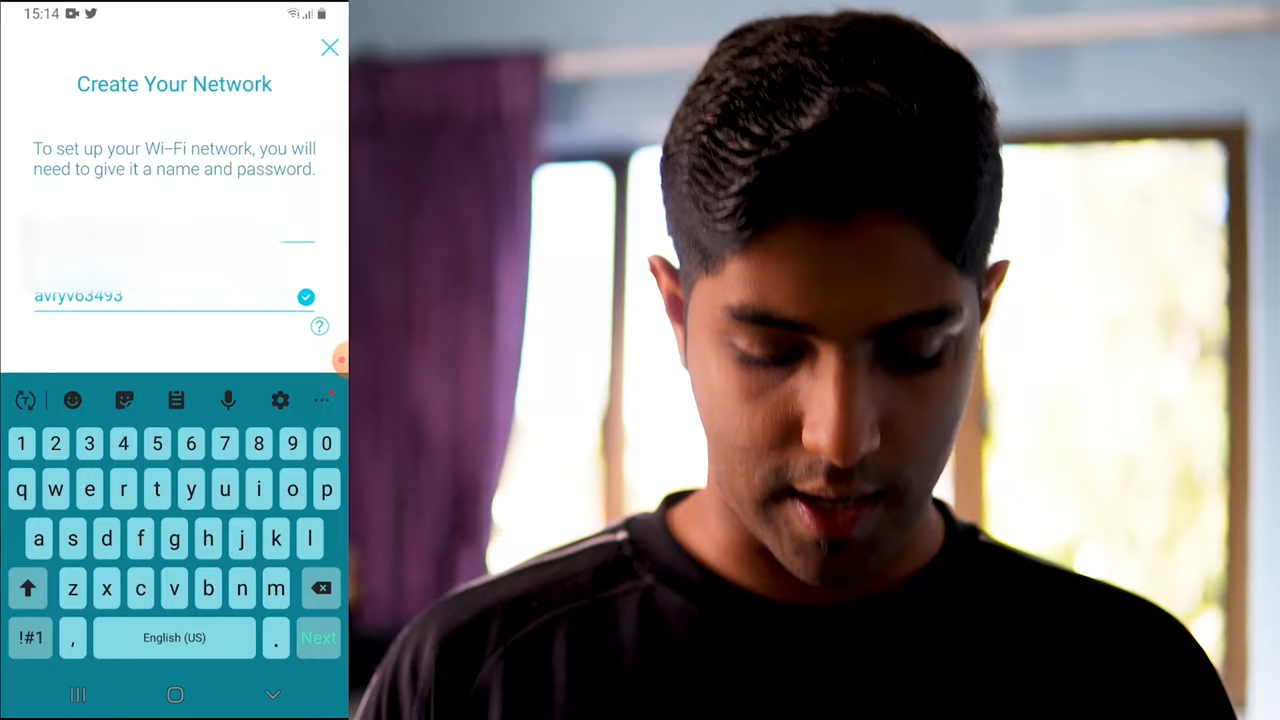 15:14
Create Your Network
To set up your Wi-Fi network, you will
need to give it a name and password.
avryv63493
?
1 2 3 4 5 6 7 8 9 0
q w e r t y u i o p
a s d f g h j k l
z x c v b n m
!#1 , English (US) . Next